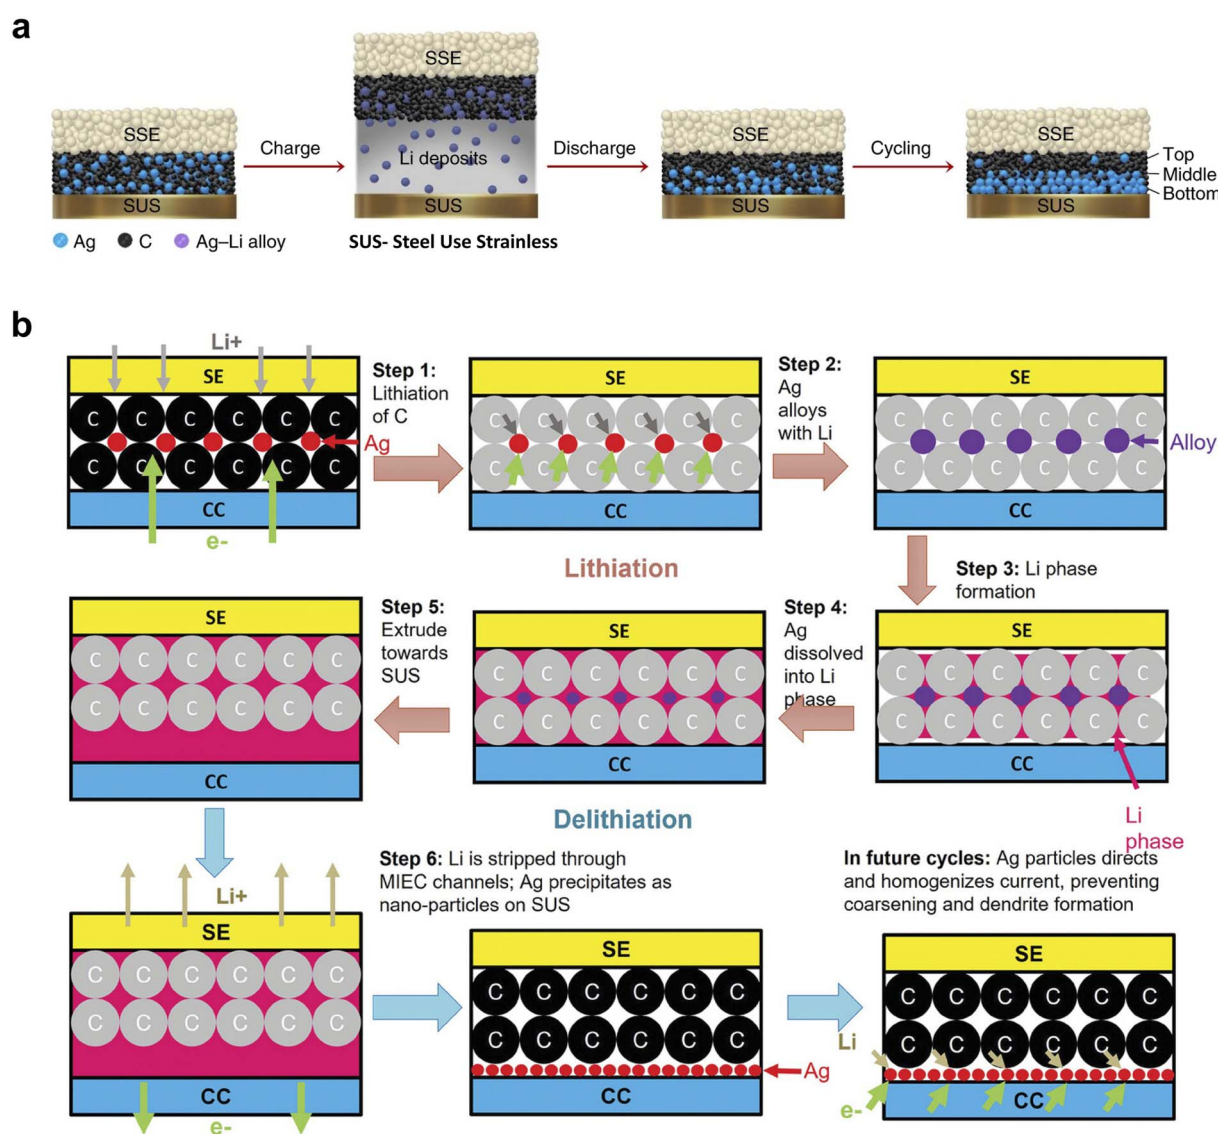 a
SSE
SUS
Charge
SSE
Li deposits
SUS
Discharge
SSE
SUS
Cycling
SSE
SUS
Top
Middle
Bottom
Ag
C
Ag–Li alloy
SUS- Steel Use Strainless
b
Li+
SE
C C C C C C
Ag
C C C C C C
CC
e-
Step 1:
Lithiation
of C
SE
C C C C C C
C C C C C C
CC
Step 2:
Ag
alloys
with Li
SE
C C C C C C
Alloy
C C C C C C
CC
Lithiation
Step 3: Li phase
formation
SE
C C C C C C
C C C C C C
CC
Li
phase
Step 4:
Ag
dissolved
into Li
phase
SE
C C C C C C
C C C C C C
CC
Step 5:
Extrude
towards
SUS
SE
C C C C C C
C C C C C C
CC
Delithiation
Li+
SE
C C C C C C
C C C C C C
CC
e-
Step 6: Li is stripped through
MIEC channels; Ag precipitates as
nano-particles on SUS
SE
C C C C C C
C C C C C C
Ag
CC
In future cycles: Ag particles directs
and homogenizes current, preventing
coarsening and dendrite formation
SE
C C C C C C
Li
C C C C C C
e-
CC